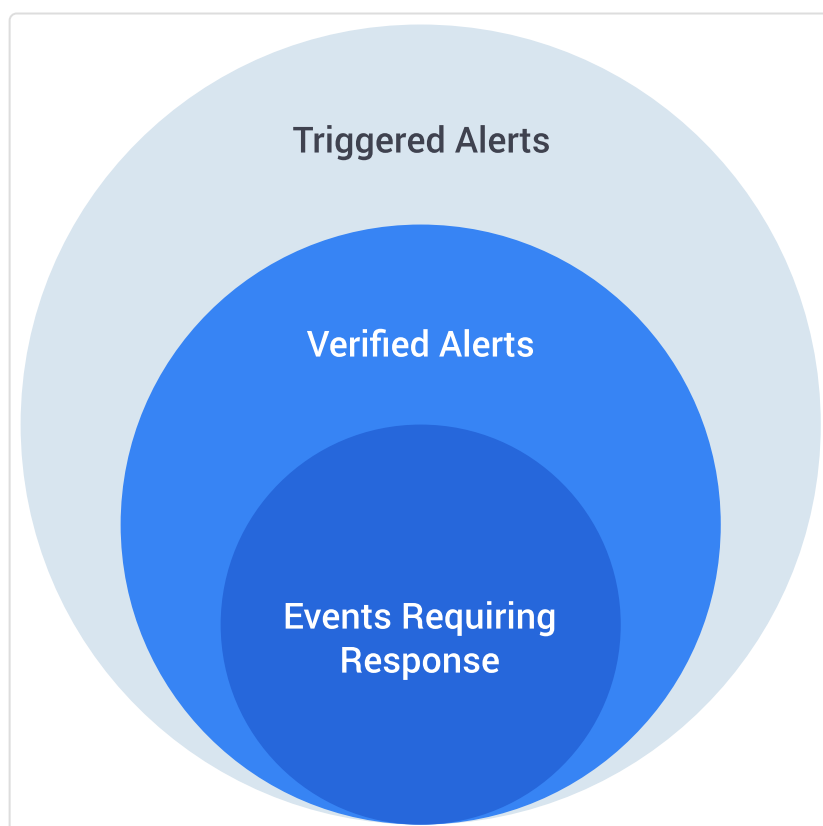 Triggered Alerts
Verified Alerts
Events Requiring
Response